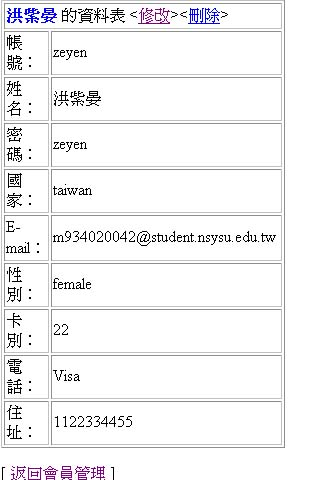 洪紫晏 的資料表 <修改><刪除>
帳
號：
zeyen
姓
名：
洪紫晏
密
碼：
zeyen
國
家：
taiwan
E-
mail：
m934020042@student.nsysu.edu.tw
性
別：
female
卡
別：
22
電
話：
Visa
住
址：
1122334455
[ 返回會員管理 ]